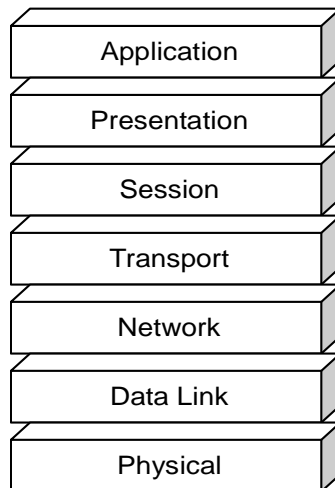 Application
Presentation
Session
Transport
Network
Data Link
Physical